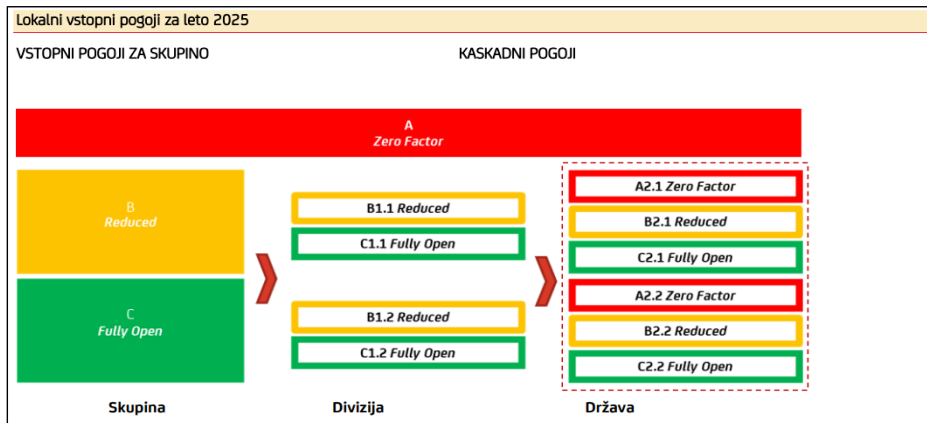 Lokalni vstopni pogoji za leto 2025
VSTOPNI POGOJI ZA SKUPINO
KASKADNI POGOJI
A
Zero Factor
B
Reduced
C
Fully Open
B1.1 Reduced
C1.1 Fully Open
B1.2 Reduced
C1.2 Fully Open
A2.1 Zero Factor
B2.1 Reduced
C2.1 Fully Open
A2.2 Zero Factor
B2.2 Reduced
C2.2 Fully Open
Skupina
Divizija
Država